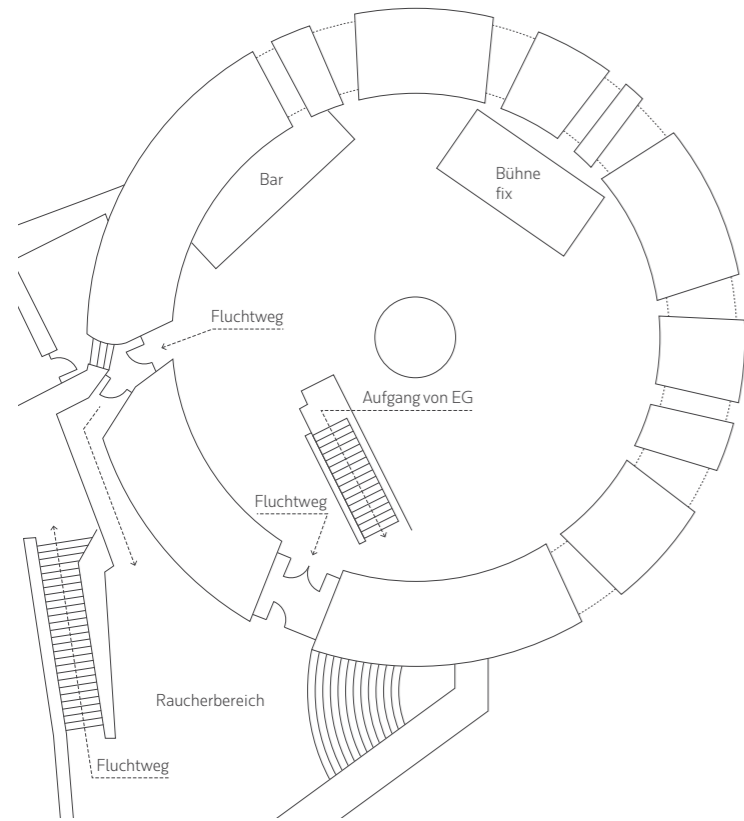 Bar
Bühne
fix
Fluchtweg
Aufgang von EG
Fluchtweg
Raucherbereich
Fluchtweg